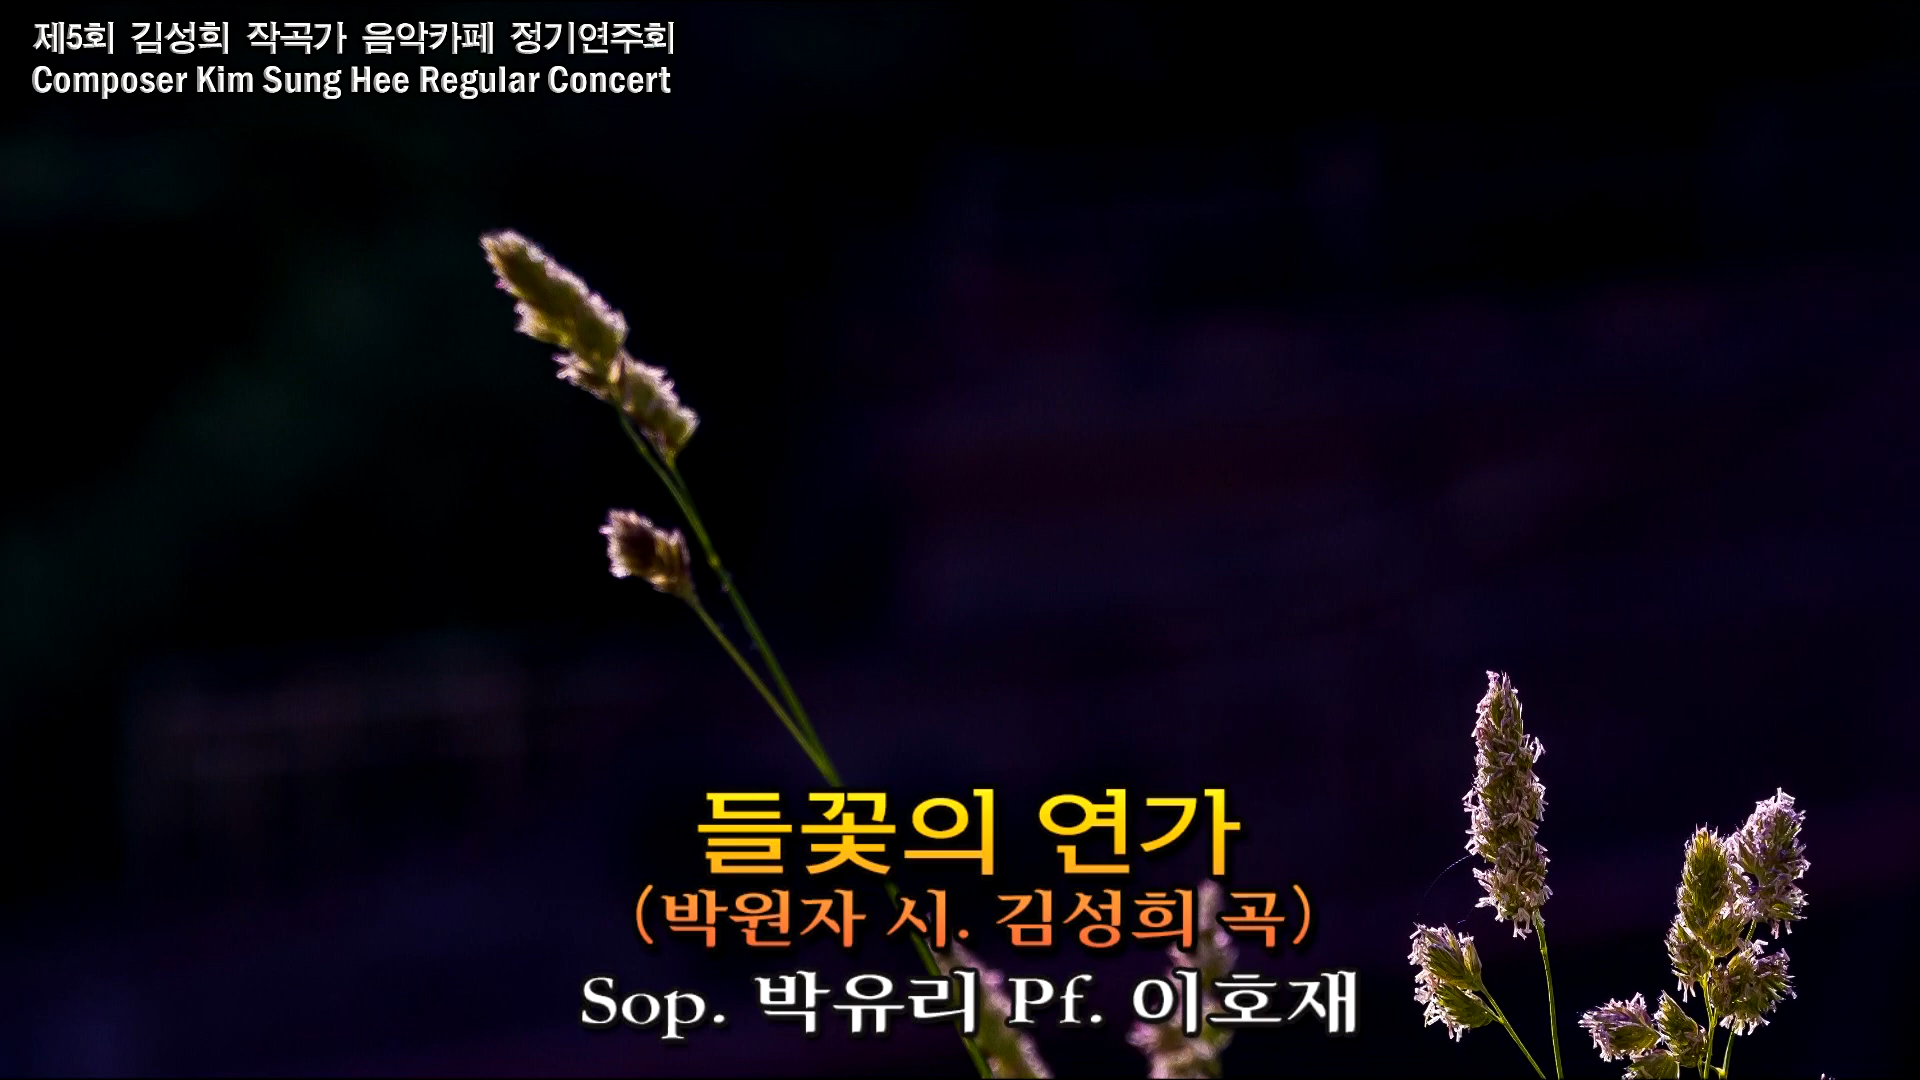 제5회 김성희 작곡가 음악카페 정기연주회
Composer Kim Sung Hee Regular Concert
들꽃의 연가
(박원자 시. 김성희 곡)
Sop. 박유리 Pf. 이호재